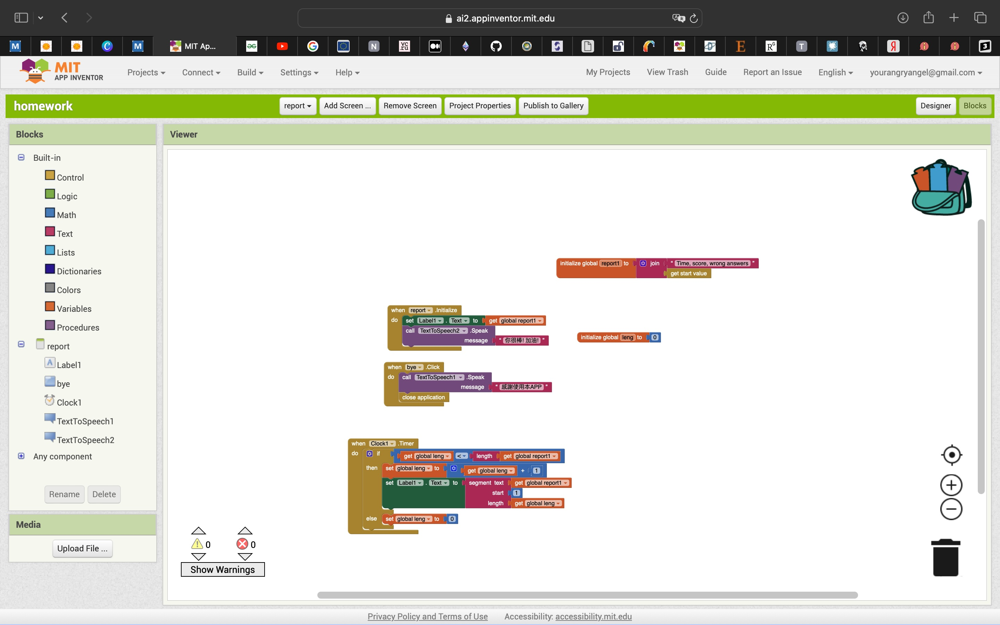 ai2.appinventor.mit.edu
M
C
M
MIT Ap...
N
vc.ru
E
RG
T
Я
3
MIT
APP INVENTOR
Projects
Connect
Build
Settings
Help
My Projects
View Trash
Guide
Report an Issue
English
yourangryangel@gmail.com
homework
report
Add Screen ...
Remove Screen
Project Properties
Publish to Gallery
Designer
Blocks
Blocks
Built-in
Control
Logic
Math
Text
Lists
Dictionaries
Colors
Variables
Procedures
report
Label1
bye
Clock1
TextToSpeech1
TextToSpeech2
Any component
Rename
Delete
Media
Upload File ...
Viewer
initialize global report1 to join " Time, score, wrong answers "
get start value
when report .Initialize
do set Label1 . Text to get global report1
call TextToSpeech2 .Speak
message " 你很棒! 加油! "
initialize global leng to 0
when bye .Click
do call TextToSpeech1 .Speak
message " 感謝使用本APP "
close application
when Clock1 .Timer
do if get global leng < length get global report1
then set global leng to get global leng + 1
set Label1 . Text to segment text get global report1
start 1
length get global leng
else set global leng to 0
0 0
Show Warnings
Privacy Policy and Terms of Use
Accessibility: accessibility.mit.edu